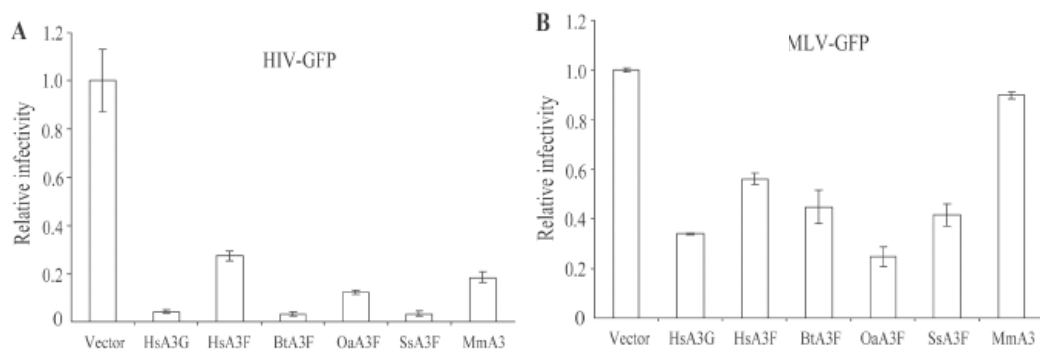 A
HIV-GFP
Relative infectivity
1.2
1.0
0.8
0.6
0.4
0.2
0
Vector HsA3G HsA3F BtA3F OaA3F SsA3F MmA3
B
MLV-GFP
Relative infectivity
1.2
1.0
0.8
0.6
0.4
0.2
0
Vector HsA3G HsA3F BtA3F OaA3F SsA3F MmA3